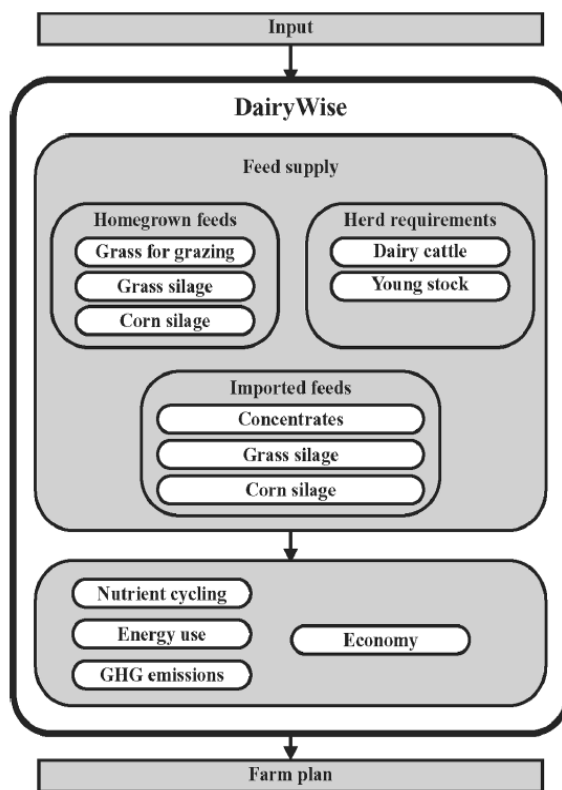 Input
DairyWise
Feed supply
Homegrown feeds
Grass for grazing
Grass silage
Corn silage
Herd requirements
Dairy cattle
Young stock
Imported feeds
Concentrates
Grass silage
Corn silage
Nutrient cycling
Energy use
GHG emissions
Economy
Farm plan